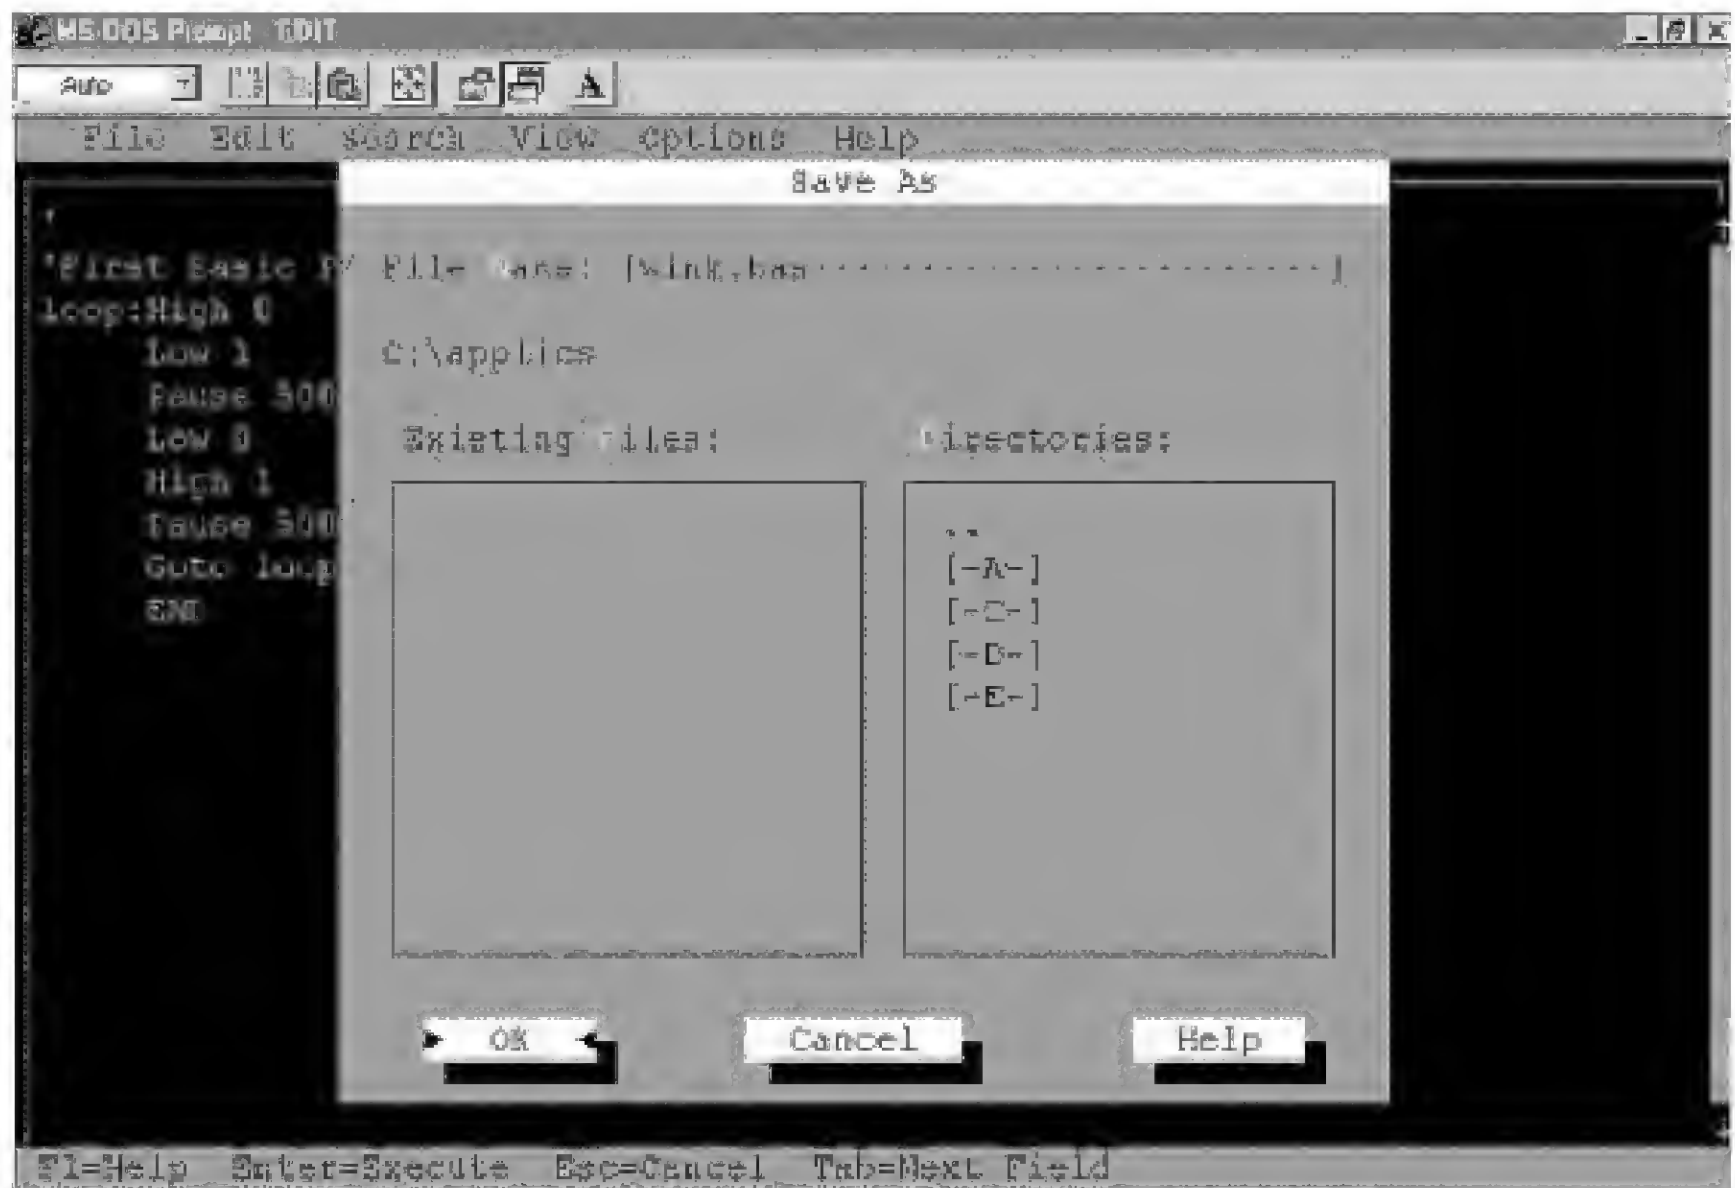 MS-DOS Prompt - EDIT
Auto
A
File Edit Search View Options Help
Save As
'First Basic
File Name: [wink.bas·························]
loop:High 0
Low 1
C:\applics
Pause 500
Low 0
Existing Files: Directories:
High 1
Pause 500
..
Goto loop
[-A-]
END
[-C-]
[-D-]
[-E-]
OK Cancel Help
F1=Help Enter=Execute Esc=Cancel Tab=Next Field